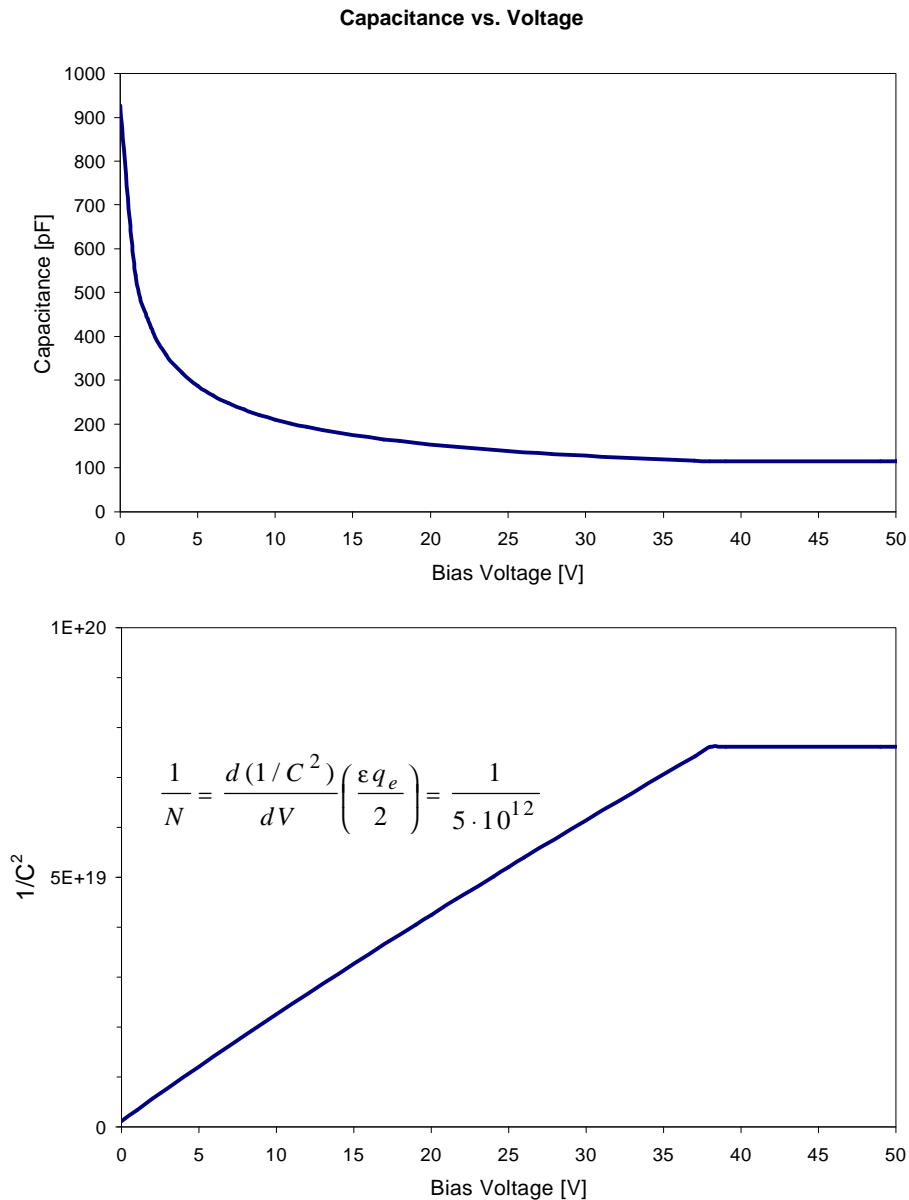 Capacitance vs. Voltage
1000
900
800
700
600
500
400
300
200
100
0
Capacitance [pF]
0 5 10 15 20 25 30 35 40 45 50
Bias Voltage [V]
1E+20
5E+19
0
1/C²
1/N = d(1/C²)/dV (εqₑ/2) = 1/5·10¹²
0 5 10 15 20 25 30 35 40 45 50
Bias Voltage [V]